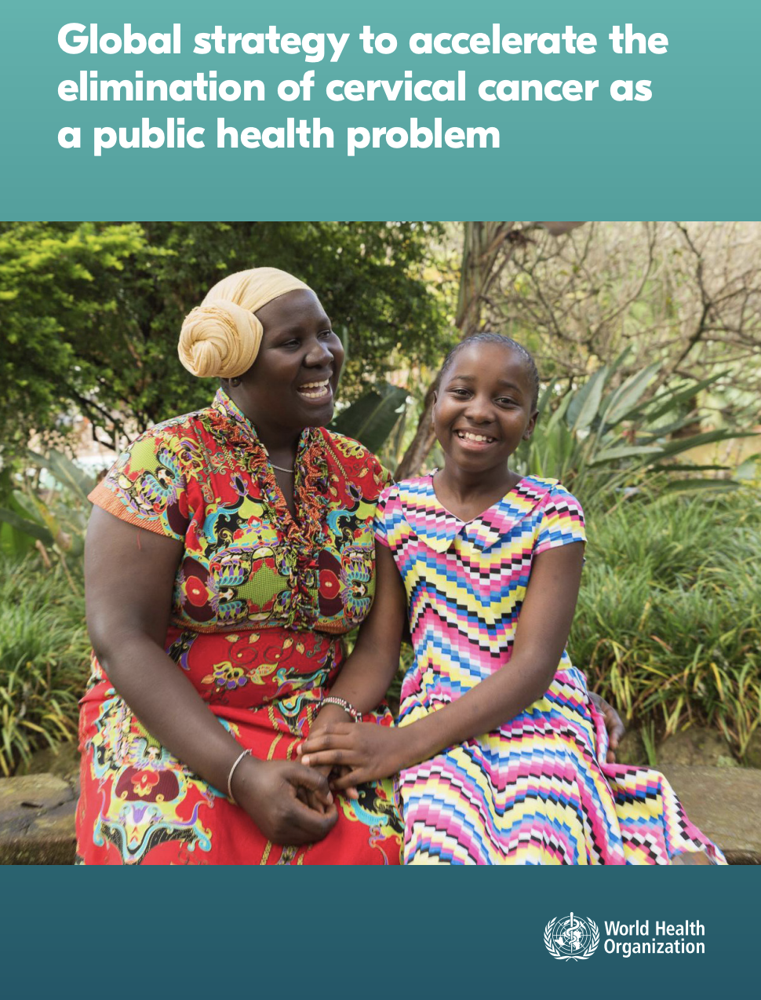 Global strategy to accelerate the
elimination of cervical cancer as
a public health problem
World Health
Organization